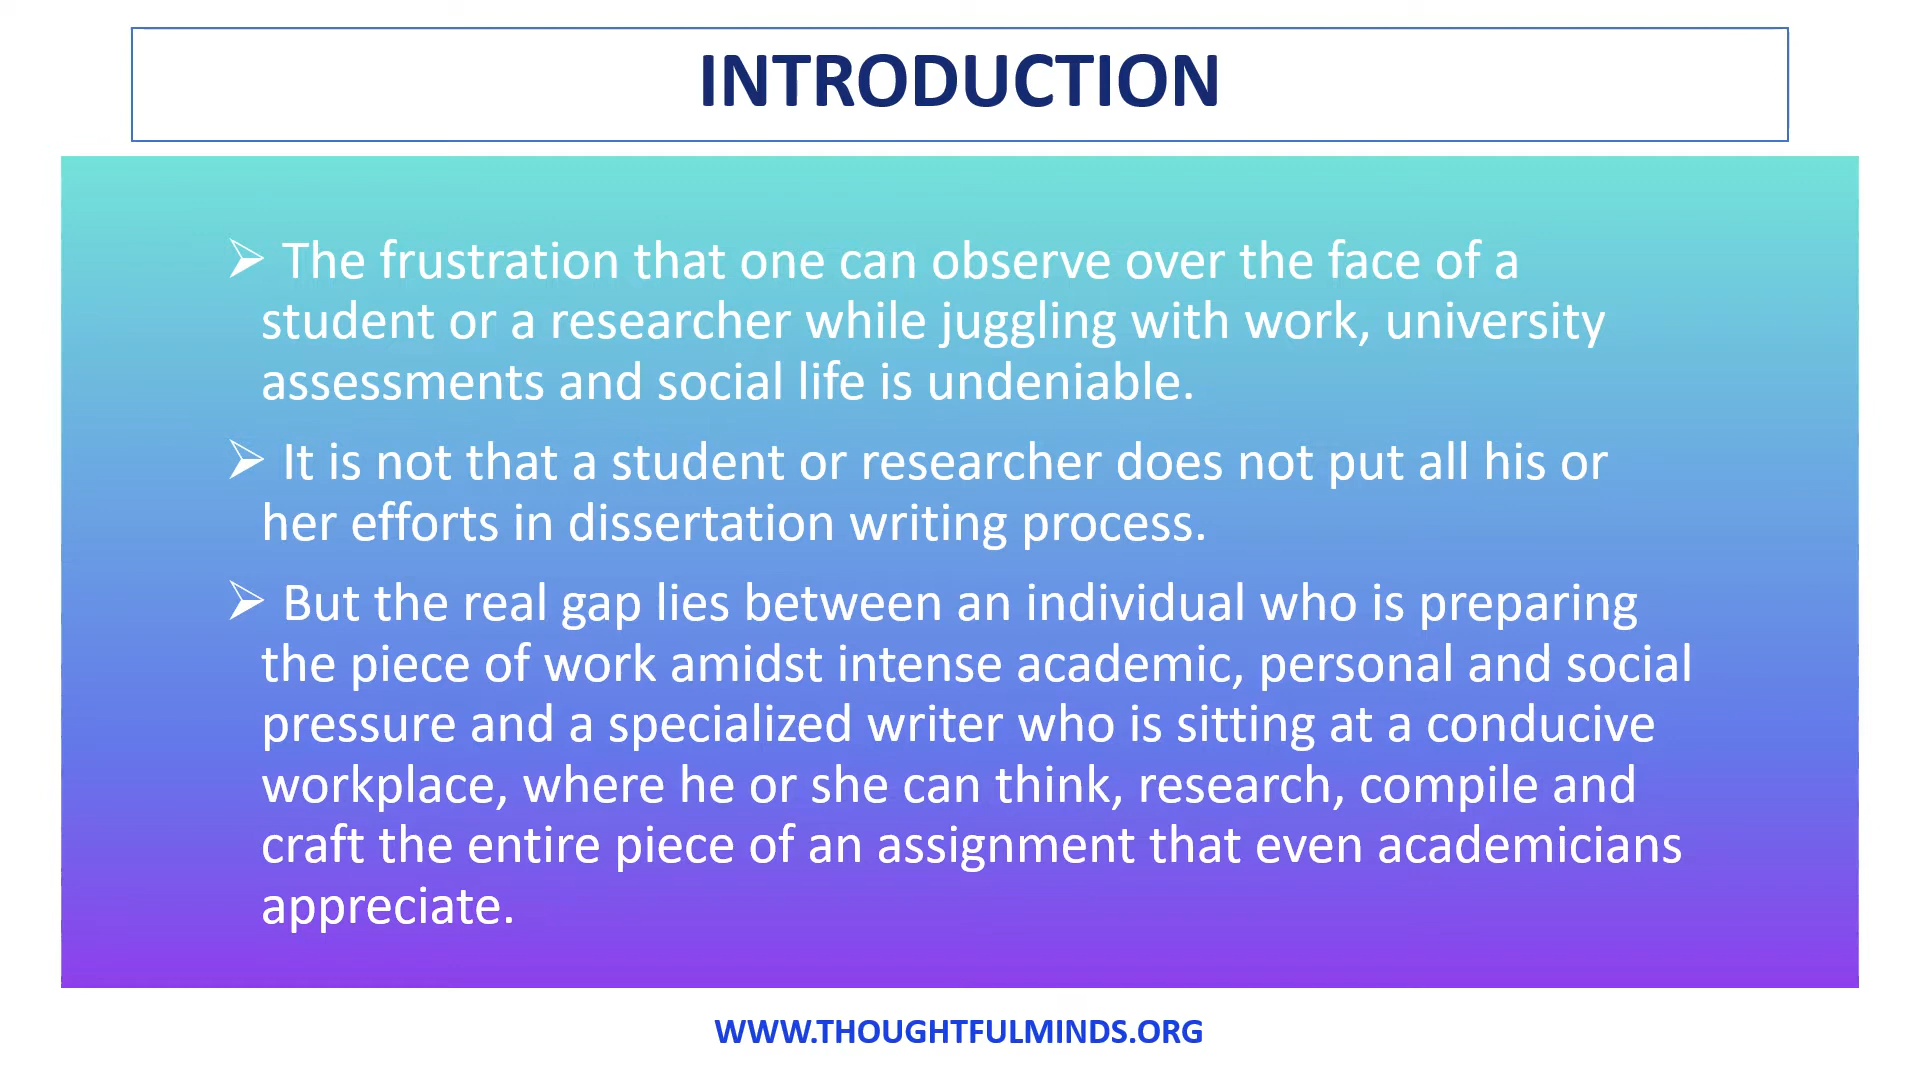 INTRODUCTION
➢ The frustration that one can observe over the face of a
student or a researcher while juggling with work, university
assessments and social life is undeniable.
➢ It is not that a student or researcher does not put all his or
her efforts in dissertation writing process.
➢ But the real gap lies between an individual who is preparing
the piece of work amidst intense academic, personal and social
pressure and a specialized writer who is sitting at a conducive
workplace, where he or she can think, research, compile and
craft the entire piece of an assignment that even academicians
appreciate.
WWW.THOUGHTFULMINDS.ORG